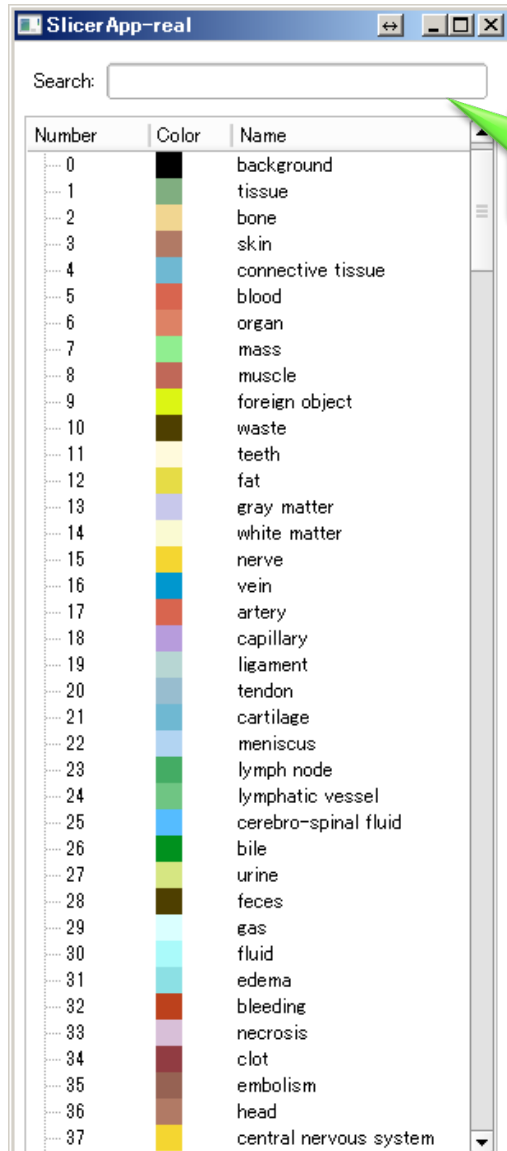 SlicerApp-real
Search:
Number Color Name
0 background
1 tissue
2 bone
3 skin
4 connective tissue
5 blood
6 organ
7 mass
8 muscle
9 foreign object
10 waste
11 teeth
12 fat
13 gray matter
14 white matter
15 nerve
16 vein
17 artery
18 capillary
19 ligament
20 tendon
21 cartilage
22 meniscus
23 lymph node
24 lymphatic vessel
25 cerebro-spinal fluid
26 bile
27 urine
28 feces
29 gas
30 fluid
31 edema
32 bleeding
33 necrosis
34 clot
35 embolism
36 head
37 central nervous system